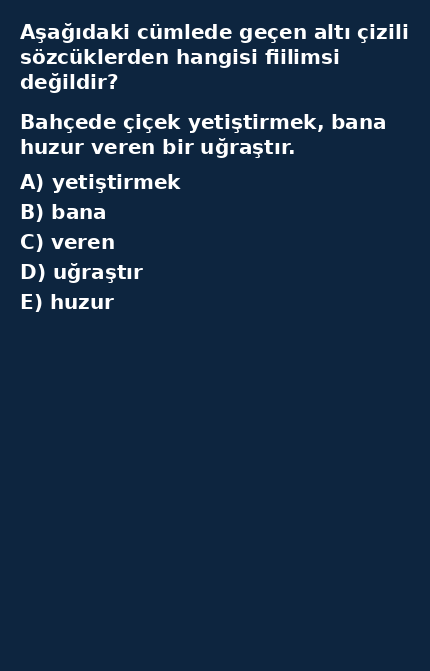 Aşağıdaki cümlede geçen altı çizili
sözcüklerden hangisi fiilimsi
değildir?
Bahçede çiçek yetiştirmek, bana
huzur veren bir uğraştır.
A) yetiştirmek
B) bana
C) veren
D) uğraştır
E) huzur